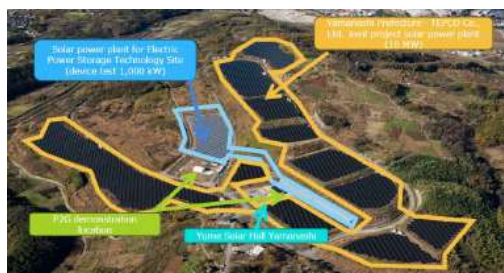 Solar power plant for Electric
Power Storage Technology Site
(device test 1,000 kW)
Yamanashi Prefecture - TEPCO Co.,
Ltd. joint project solar power plant
(10 MW)
P2G demonstration
location
Yume Solar Hall Yamanashi